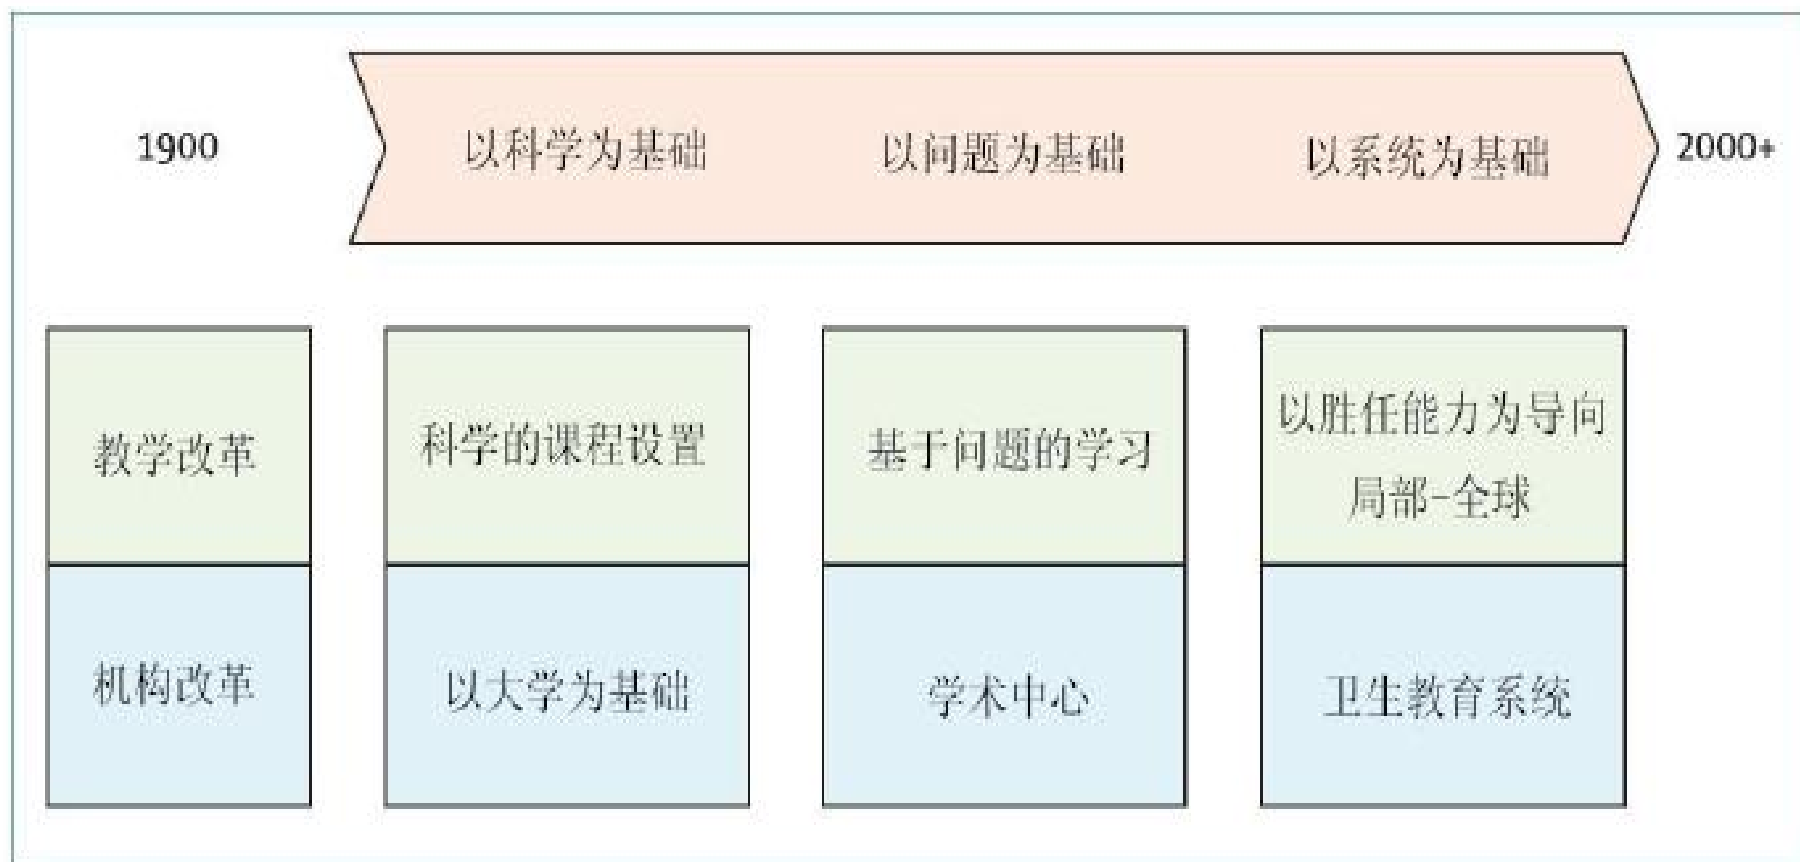 1900
以科学为基础
以问题为基础
以系统为基础
2000+
教学改革
科学的课程设置
基于问题的学习
以胜任能力为导向
局部-全球
机构改革
以大学为基础
学术中心
卫生教育系统